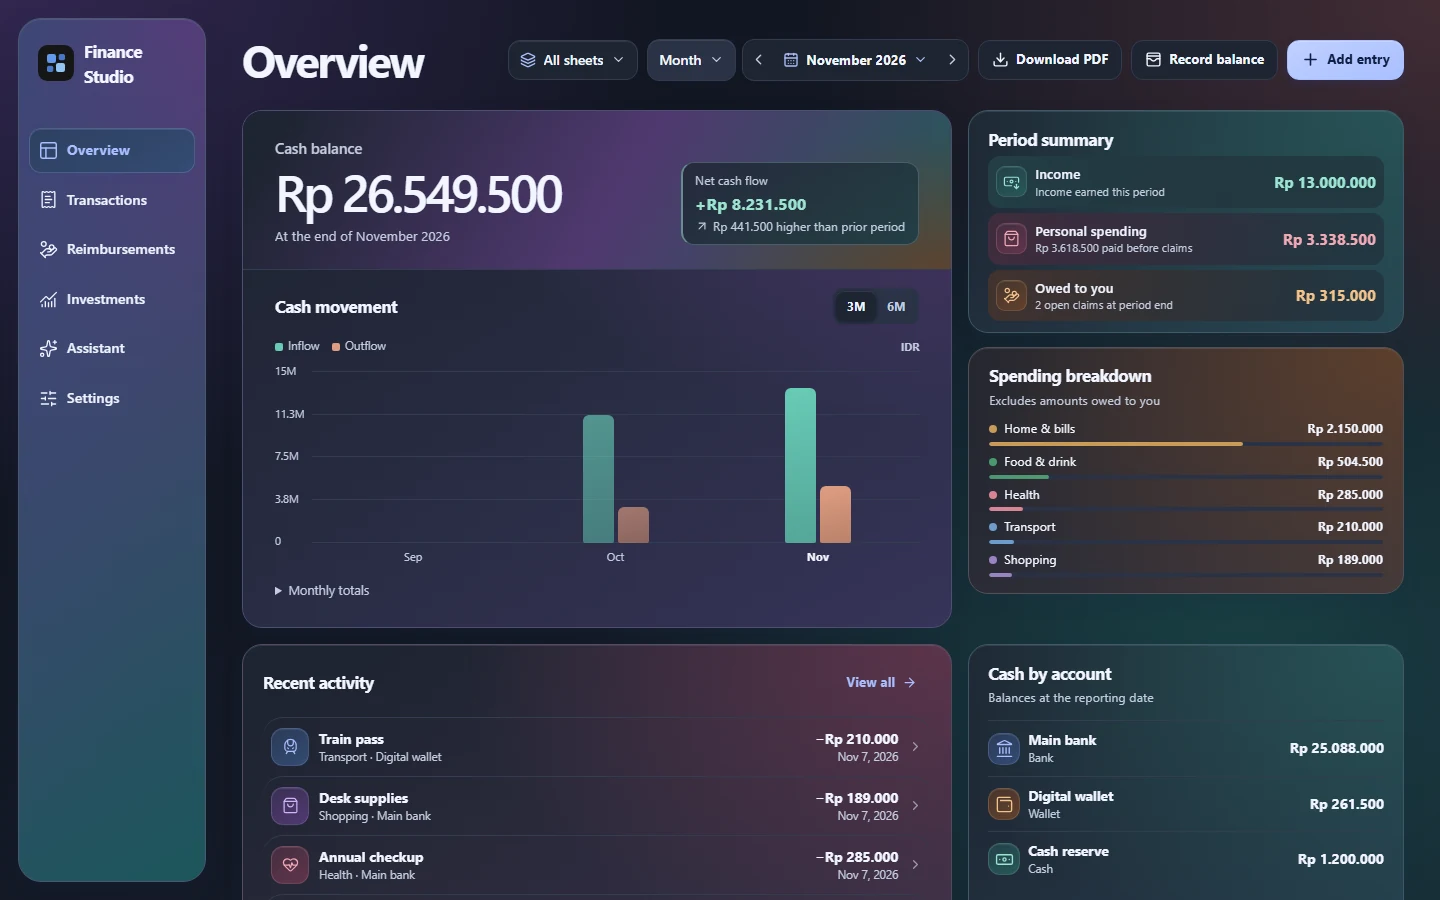 Finance
Studio
Overview
Transactions
Reimbursements
Investments
Assistant
Settings
Overview
All sheets
Month
November 2026
Download PDF
Record balance
Add entry
Cash balance
Rp 26.549.500
At the end of November 2026
Net cash flow
+Rp 8.231.500
Rp 441.500 higher than prior period
Cash movement
3M 6M
Inflow Outflow
IDR
15M
11.3M
7.5M
3.8M
0
Sep Oct Nov
Monthly totals
Period summary
Income
Income earned this period
Rp 13.000.000
Personal spending
Rp 3.618.500 paid before claims
Rp 3.338.500
Owed to you
2 open claims at period end
Rp 315.000
Spending breakdown
Excludes amounts owed to you
Home & bills Rp 2.150.000
Food & drink Rp 504.500
Health Rp 285.000
Transport Rp 210.000
Shopping Rp 189.000
Recent activity
View all
Train pass
Transport · Digital wallet
−Rp 210.000
Nov 7, 2026
Desk supplies
Shopping · Main bank
−Rp 189.000
Nov 7, 2026
Annual checkup
Health · Main bank
−Rp 285.000
Nov 7, 2026
Cash by account
Balances at the reporting date
Main bank
Bank
Rp 25.088.000
Digital wallet
Wallet
Rp 261.500
Cash reserve
Cash
Rp 1.200.000